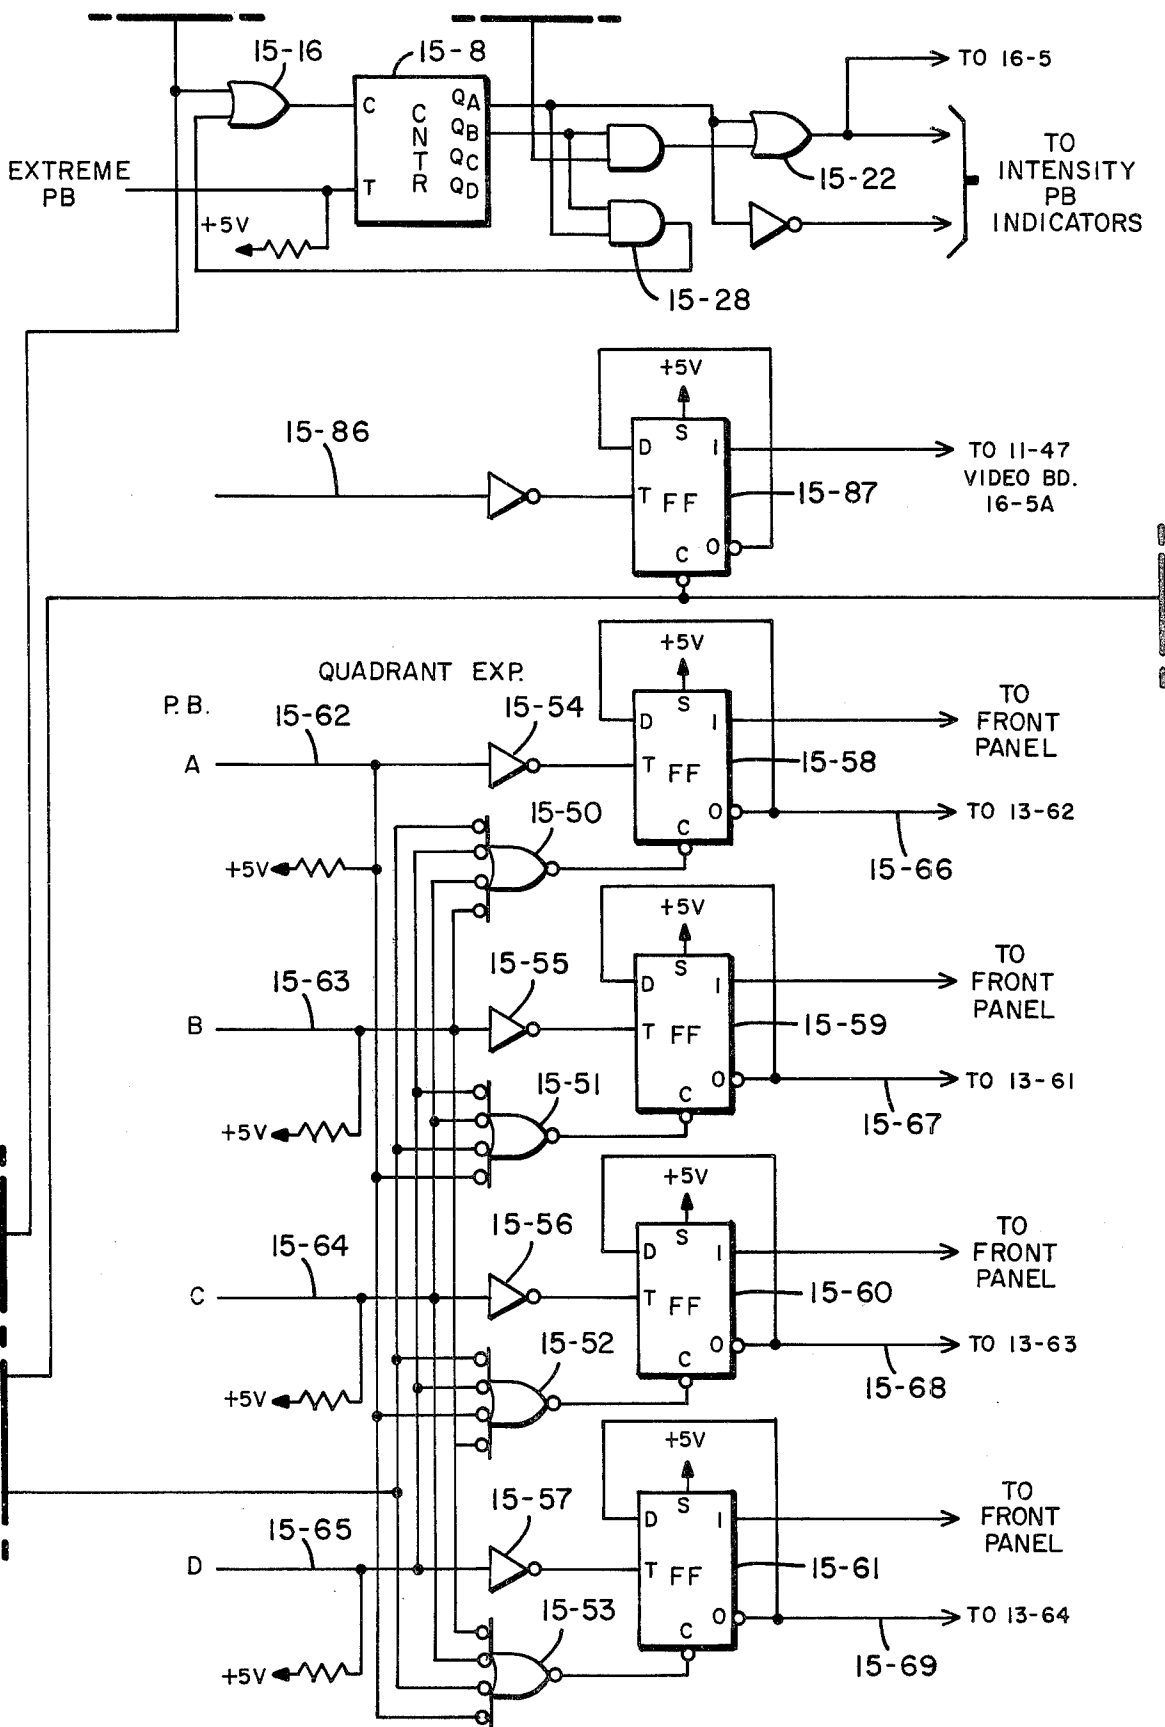 15-16
15-8
TO 16-5
C
CNTR
QA
QB
QC
QD
T
EXTREME
PB
+5V
15-22
TO
INTENSITY
PB
INDICATORS
15-28
+5V
15-86
D
S
1
T
FF
C
O
TO 11-47
VIDEO BD.
16-5A
15-87
QUADRANT EXP.
P.B.
+5V
15-62
15-54
A
D
S
1
T
FF
C
O
TO
FRONT
PANEL
15-58
15-50
TO 13-62
+5V
15-66
+5V
15-63
15-55
B
D
S
1
T
FF
C
O
TO
FRONT
PANEL
15-59
15-51
TO 13-61
+5V
15-67
+5V
15-64
15-56
C
D
S
1
T
FF
C
O
TO
FRONT
PANEL
15-60
15-52
TO 13-63
+5V
15-68
+5V
15-65
15-57
D
D
S
1
T
FF
C
O
TO
FRONT
PANEL
15-61
15-53
TO 13-64
+5V
15-69